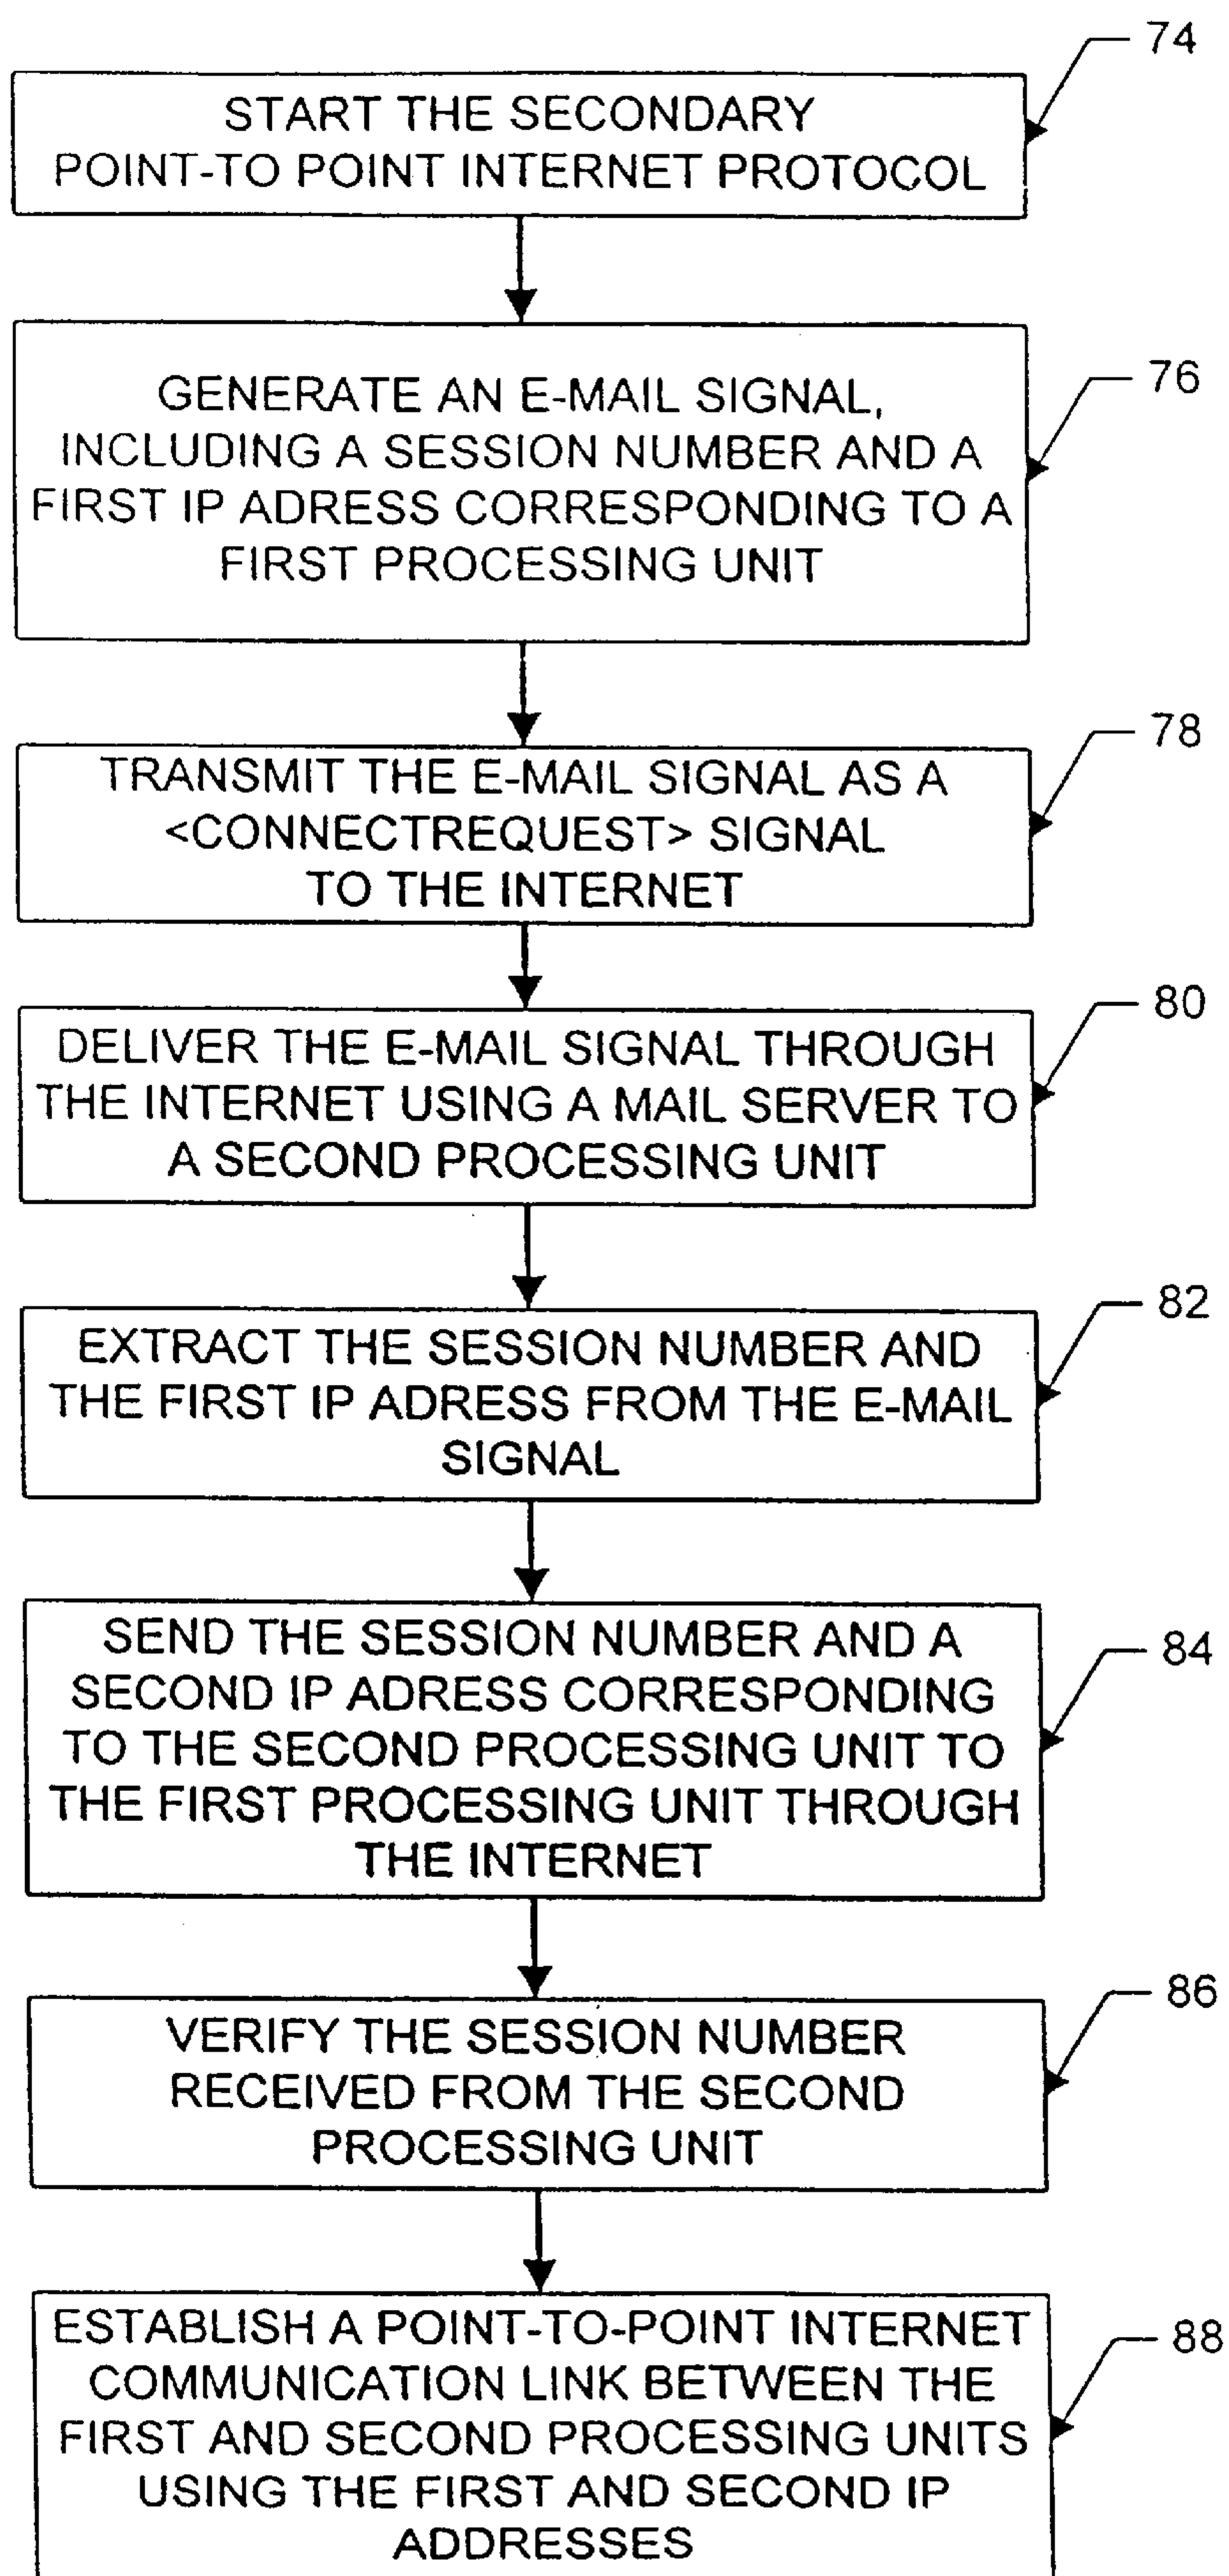 74
START THE SECONDARY
POINT-TO POINT INTERNET PROTOCOL
76
GENERATE AN E-MAIL SIGNAL,
INCLUDING A SESSION NUMBER AND A
FIRST IP ADRESS CORRESPONDING TO A
FIRST PROCESSING UNIT
78
TRANSMIT THE E-MAIL SIGNAL AS A
<CONNECTREQUEST> SIGNAL
TO THE INTERNET
80
DELIVER THE E-MAIL SIGNAL THROUGH
THE INTERNET USING A MAIL SERVER TO
A SECOND PROCESSING UNIT
82
EXTRACT THE SESSION NUMBER AND
THE FIRST IP ADRESS FROM THE E-MAIL
SIGNAL
84
SEND THE SESSION NUMBER AND A
SECOND IP ADRESS CORRESPONDING
TO THE SECOND PROCESSING UNIT TO
THE FIRST PROCESSING UNIT THROUGH
THE INTERNET
86
VERIFY THE SESSION NUMBER
RECEIVED FROM THE SECOND
PROCESSING UNIT
88
ESTABLISH A POINT-TO-POINT INTERNET
COMMUNICATION LINK BETWEEN THE
FIRST AND SECOND PROCESSING UNITS
USING THE FIRST AND SECOND IP
ADDRESSES